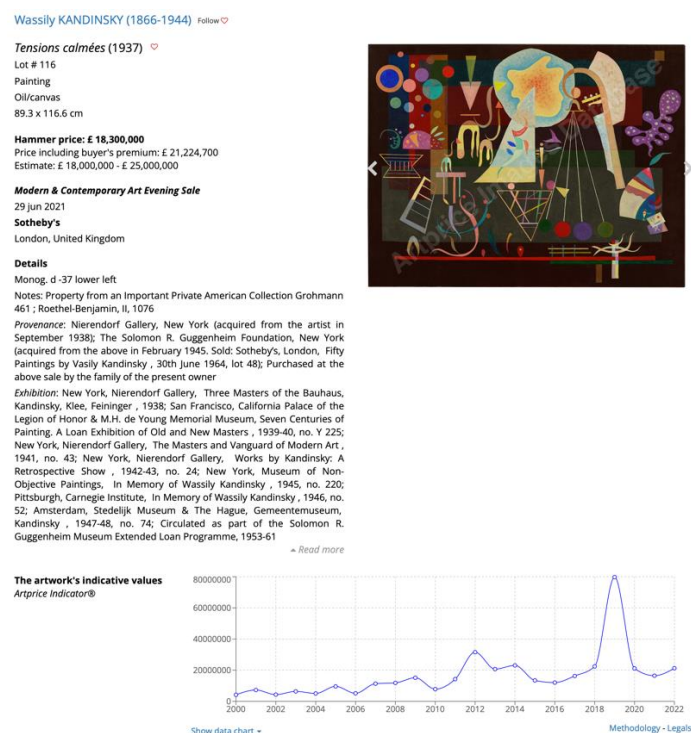 Wassily KANDINSKY (1866-1944) Follow
Tensions calmées (1937)
Lot # 116
Painting
Oil/canvas
89.3 x 116.6 cm
Hammer price: £ 18,300,000
Price including buyer's premium: £ 21,224,700
Estimate: £ 18,000,000 - £ 25,000,000
Modern & Contemporary Art Evening Sale
29 jun 2021
Sotheby's
London, United Kingdom
Details
Monog. d -37 lower left
Notes: Property from an Important Private American Collection Grohmann
461 ; Roethel-Benjamin, II, 1076
Provenance: Nierendorf Gallery, New York (acquired from the artist in
September 1938); The Solomon R. Guggenheim Foundation, New York
(acquired from the above in February 1945. Sold: Sotheby's, London, Fifty
Paintings by Vasily Kandinsky , 30th June 1964, lot 48); Purchased at the
above sale by the family of the present owner
Exhibition: New York, Nierendorf Gallery, Three Masters of the Bauhaus,
Kandinsky, Klee, Feininger , 1938; San Francisco, California Palace of the
Legion of Honor & M.H. de Young Memorial Museum, Seven Centuries of
Painting. A Loan Exhibition of Old and New Masters , 1939-40, no. Y 225;
New York, Nierendorf Gallery, The Masters and Vanguard of Modern Art ,
1941, no. 43; New York, Nierendorf Gallery, Works by Kandinsky: A
Retrospective Show , 1942-43, no. 24; New York, Museum of Non-
Objective Paintings, In Memory of Wassily Kandinsky , 1945, no. 220;
Pittsburgh, Carnegie Institute, In Memory of Wassily Kandinsky , 1946, no.
52; Amsterdam, Stedelijk Museum & The Hague, Gemeentemuseum,
Kandinsky , 1947-48, no. 74; Circulated as part of the Solomon R.
Guggenheim Museum Extended Loan Programme, 1953-61
Read more
The artwork's indicative values
Artprice Indicator®
80000000
60000000
40000000
20000000
0
2000 2002 2004 2006 2008 2010 2012 2014 2016 2018 2020 2022
Show data chart
Methodology - Legals